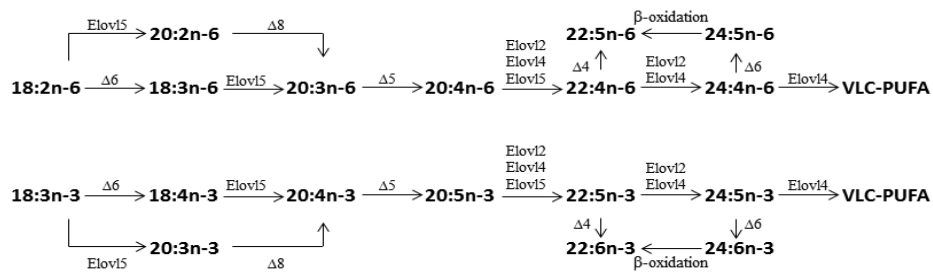 β-oxidation
Elovl5
20:2n-6
Δ8
22:5n-6
24:5n-6
Elovl2
Elovl4
Elovl5
Δ4
Elovl2
Elovl4
Δ6
18:2n-6
Δ6
18:3n-6
Elovl5
20:3n-6
Δ5
20:4n-6
22:4n-6
24:4n-6
Elovl4
VLC-PUFA
Elovl2
Elovl4
Elovl5
Elovl2
Elovl4
18:3n-3
Δ6
18:4n-3
Elovl5
20:4n-3
Δ5
20:5n-3
22:5n-3
24:5n-3
Elovl4
VLC-PUFA
Δ4
Δ6
20:3n-3
22:6n-3
24:6n-3
Elovl5
Δ8
β-oxidation